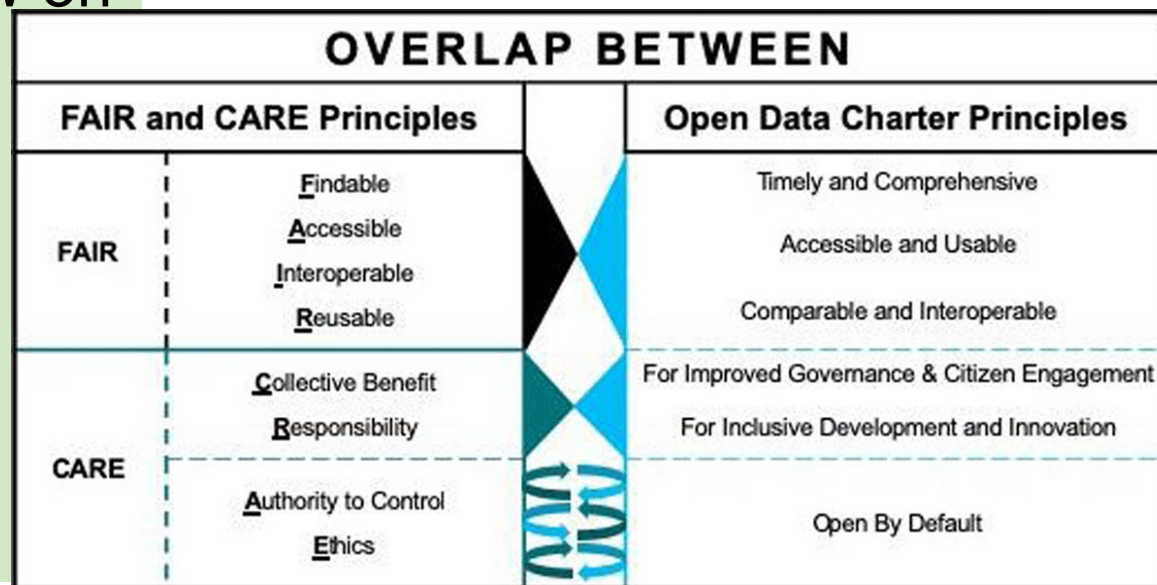 OVERLAP BETWEEN
FAIR and CARE Principles
Open Data Charter Principles
FAIR
Findable
Accessible
Interoperable
Reusable
Timely and Comprehensive
Accessible and Usable
Comparable and Interoperable
CARE
Collective Benefit
Responsibility
Authority to Control
Ethics
For Improved Governance & Citizen Engagement
For Inclusive Development and Innovation
Open By Default